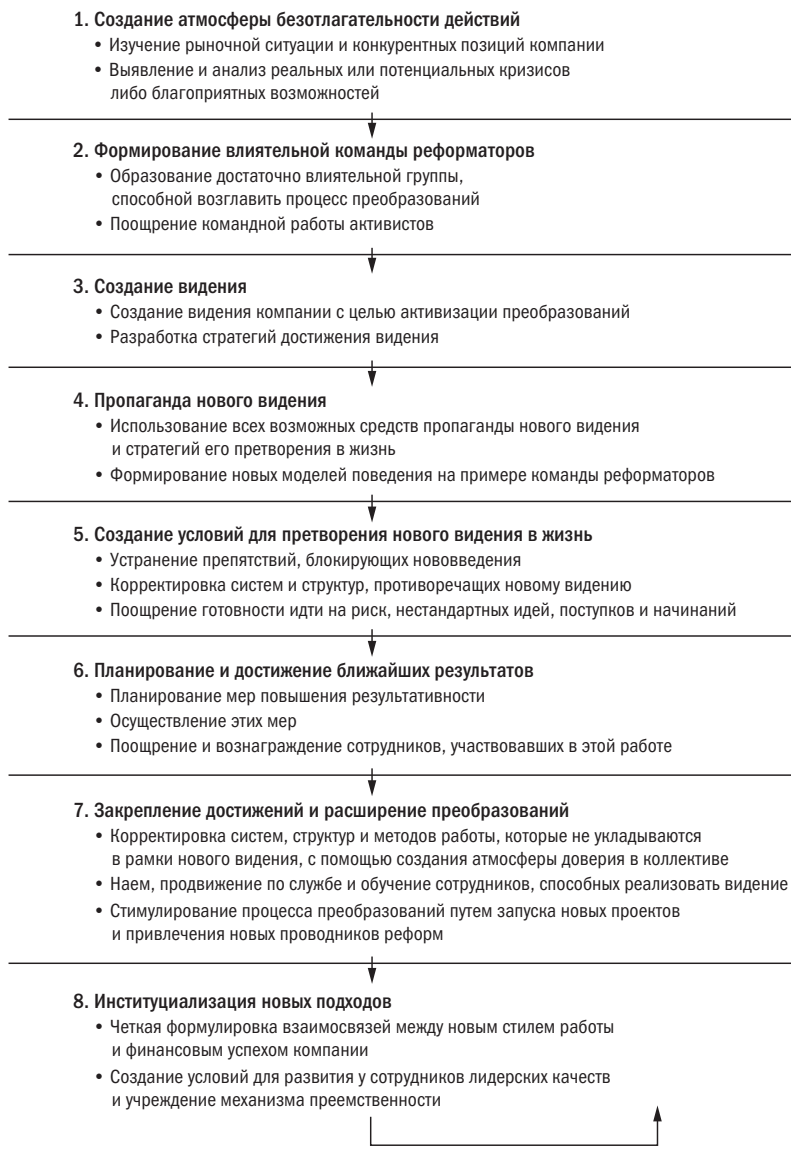 1. Создание атмосферы безотлагательности действий
• Изучение рыночной ситуации и конкурентных позиций компании
• Выявление и анализ реальных или потенциальных кризисов
либо благоприятных возможностей
2. Формирование влиятельной команды реформаторов
• Образование достаточно влиятельной группы,
способной возглавить процесс преобразований
• Поощрение командной работы активистов
3. Создание видения
• Создание видения компании с целью активизации преобразований
• Разработка стратегий достижения видения
4. Пропаганда нового видения
• Использование всех возможных средств пропаганды нового видения
и стратегий его претворения в жизнь
• Формирование новых моделей поведения на примере команды реформаторов
5. Создание условий для претворения нового видения в жизнь
• Устранение препятствий, блокирующих нововведения
• Корректировка систем и структур, противоречащих новому видению
• Поощрение готовности идти на риск, нестандартных идей, поступков и начинаний
6. Планирование и достижение ближайших результатов
• Планирование мер повышения результативности
• Осуществление этих мер
• Поощрение и вознаграждение сотрудников, участвовавших в этой работе
7. Закрепление достижений и расширение преобразований
• Корректировка систем, структур и методов работы, которые не укладываются
в рамки нового видения, с помощью создания атмосферы доверия в коллективе
• Наем, продвижение по службе и обучение сотрудников, способных реализовать видение
• Стимулирование процесса преобразований путем запуска новых проектов
и привлечения новых проводников реформ
8. Институциализация новых подходов
• Четкая формулировка взаимосвязей между новым стилем работы
и финансовым успехом компании
• Создание условий для развития у сотрудников лидерских качеств
и учреждение механизма преемственности